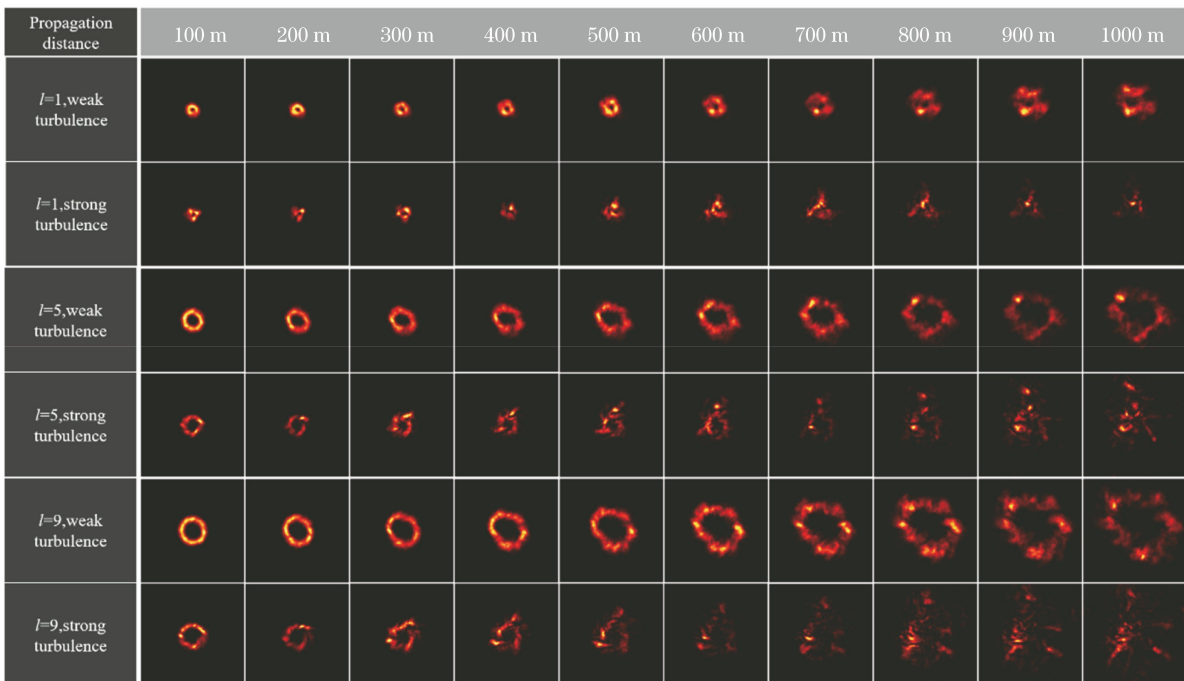 Propagation
distance
100 m 200 m 300 m 400 m 500 m 600 m 700 m 800 m 900 m 1000 m
l=1,weak
turbulence
l=1,strong
turbulence
l=5,weak
turbulence
l=5,strong
turbulence
l=9,weak
turbulence
l=9,strong
turbulence